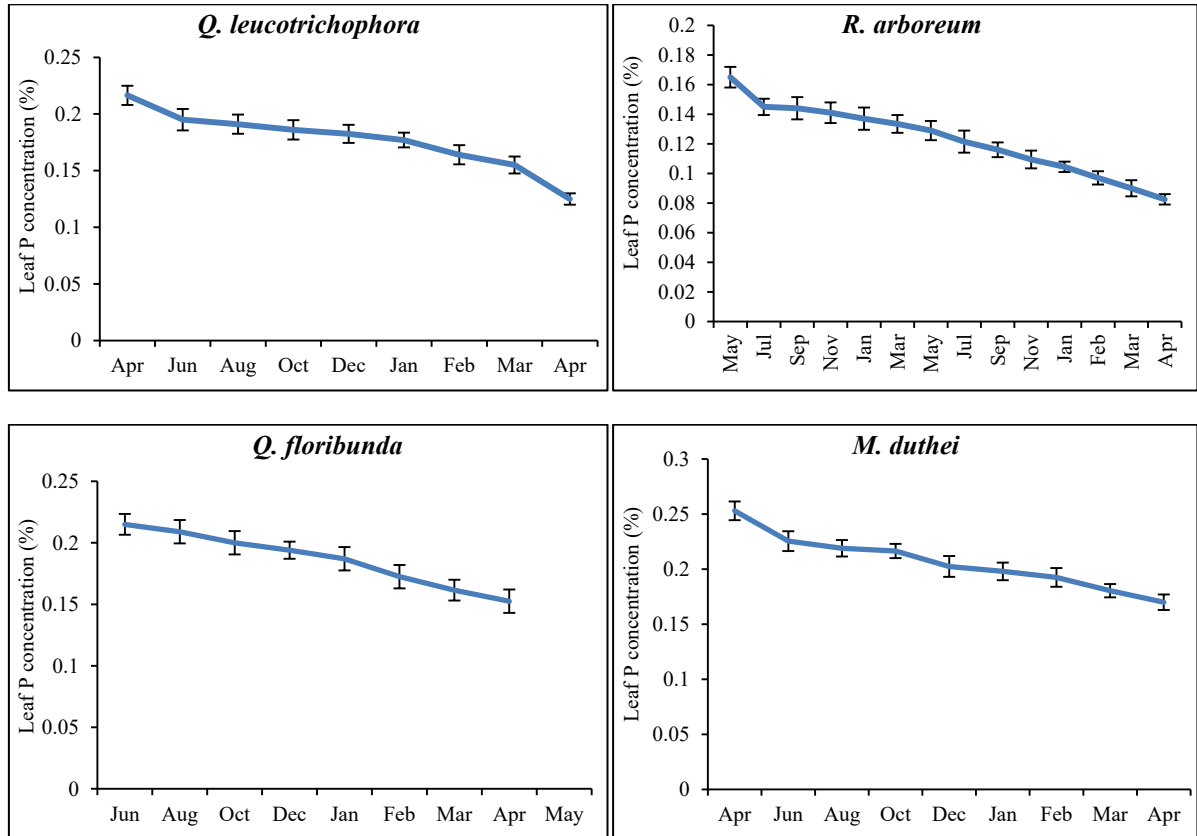 Q. leucotrichophora
Leaf P concentration (%)
0.25
0.2
0.15
0.1
0.05
0
Apr Jun Aug Oct Dec Jan Feb Mar Apr
R. arboreum
Leaf P concentration (%)
0.2
0.18
0.16
0.14
0.12
0.1
0.08
0.06
0.04
0.02
0
May Jul Sep Nov Jan Mar May Jul Sep Nov Jan Feb Mar Apr
Q. floribunda
Leaf P concentration (%)
0.25
0.2
0.15
0.1
0.05
0
Jun Aug Oct Dec Jan Feb Mar Apr May
M. duthei
Leaf P concentration (%)
0.3
0.25
0.2
0.15
0.1
0.05
0
Apr Jun Aug Oct Dec Jan Feb Mar Apr